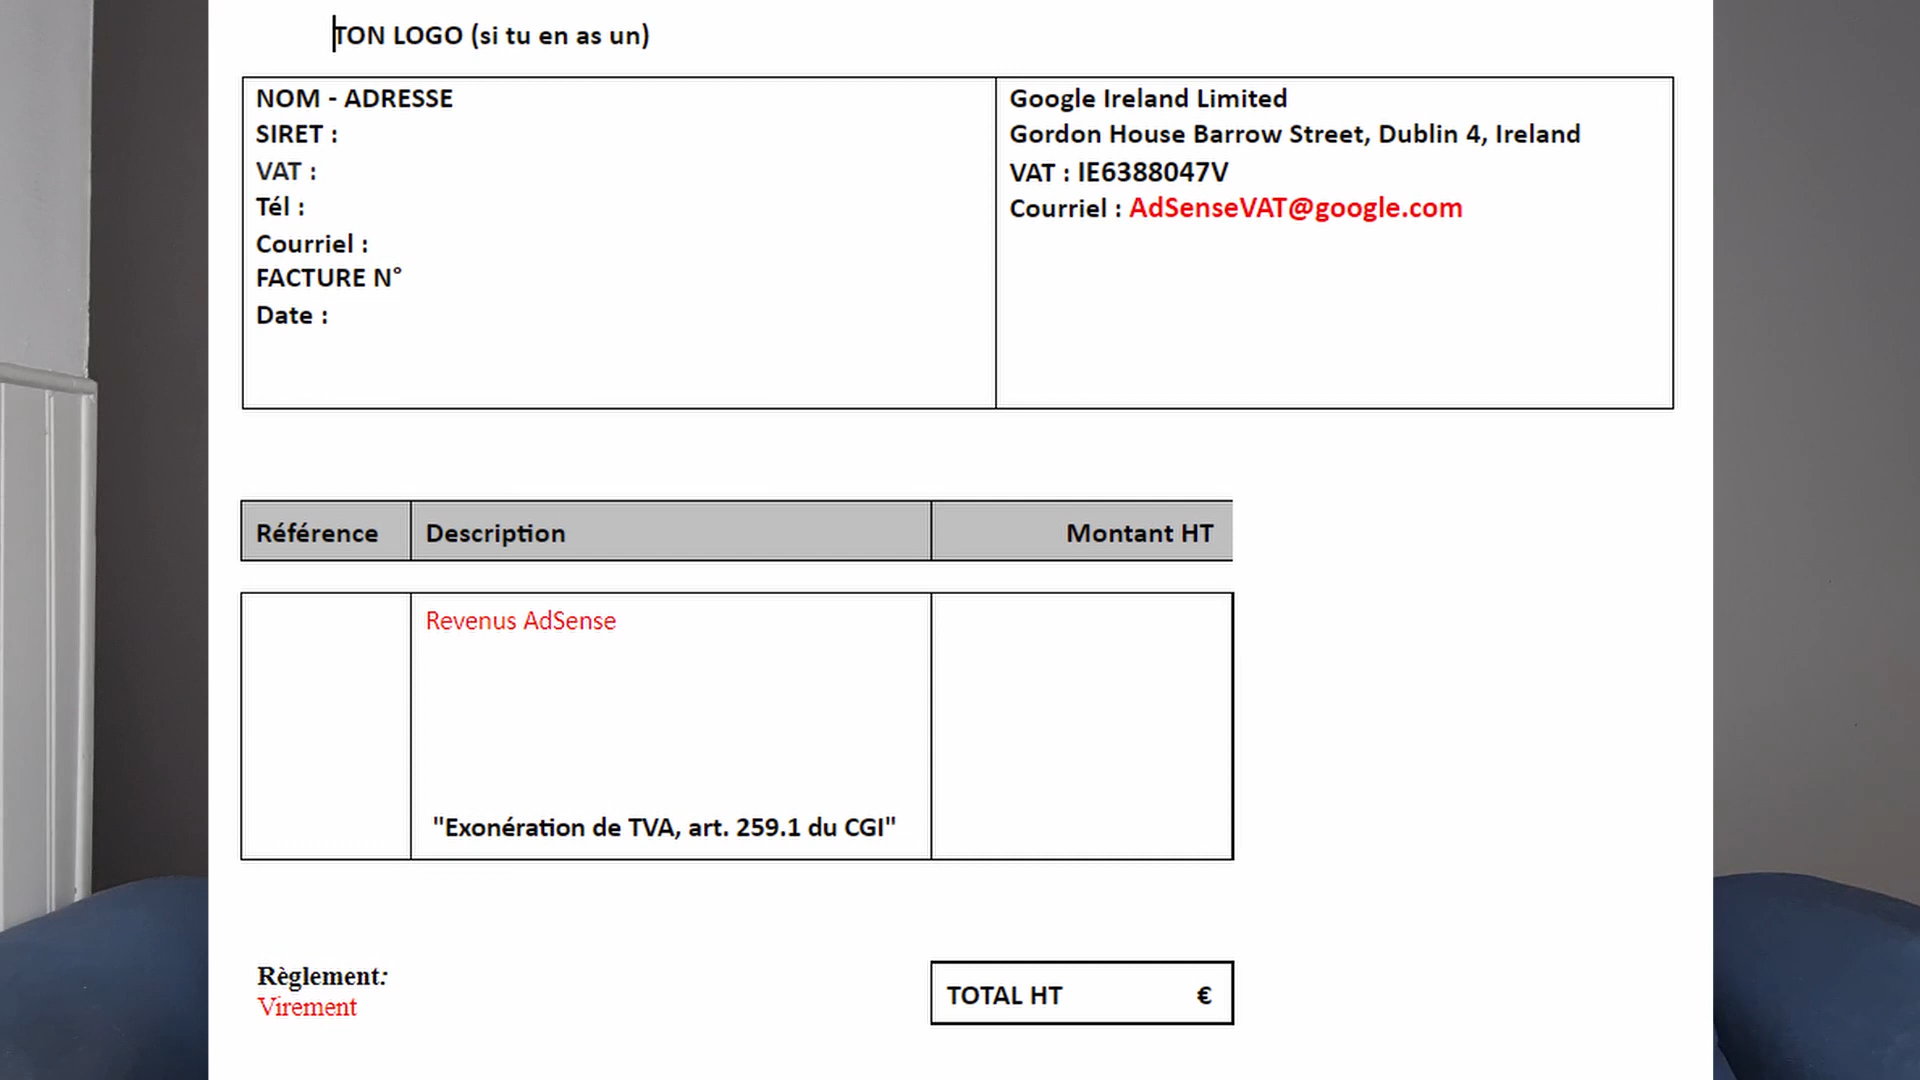 TON LOGO (si tu en as un)
NOM - ADRESSE
SIRET :
VAT :
Tél :
Courriel :
FACTURE N°
Date :
Google Ireland Limited
Gordon House Barrow Street, Dublin 4, Ireland
VAT : IE6388047V
Courriel : AdSenseVAT@google.com
Référence Description Montant HT
Revenus AdSense
"Exonération de TVA, art. 259.1 du CGI"
Règlement:
Virement
TOTAL HT €